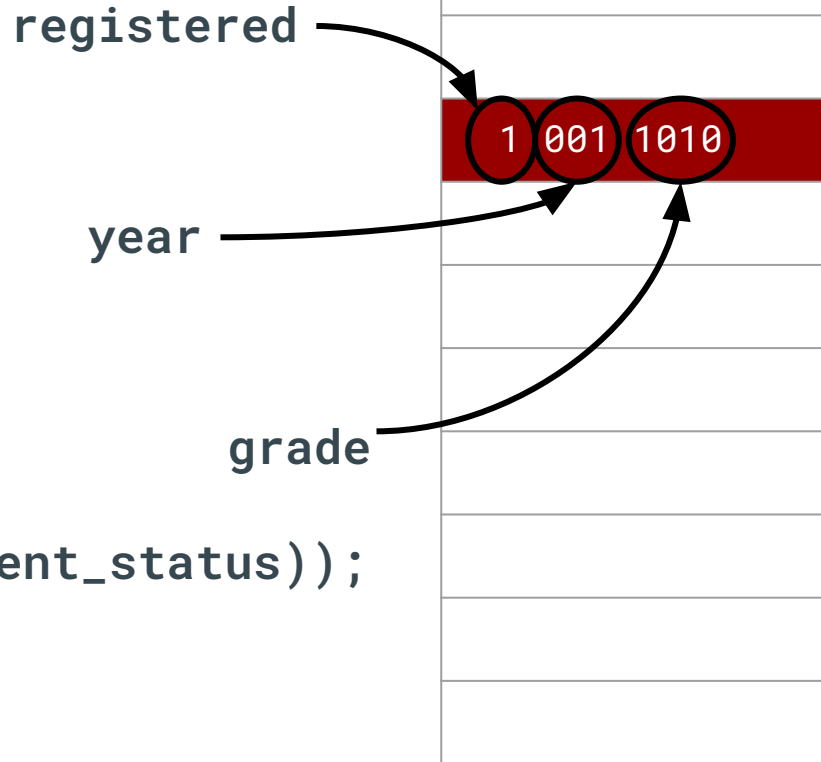 registered
1 001 1010
year
grade
ent_status));